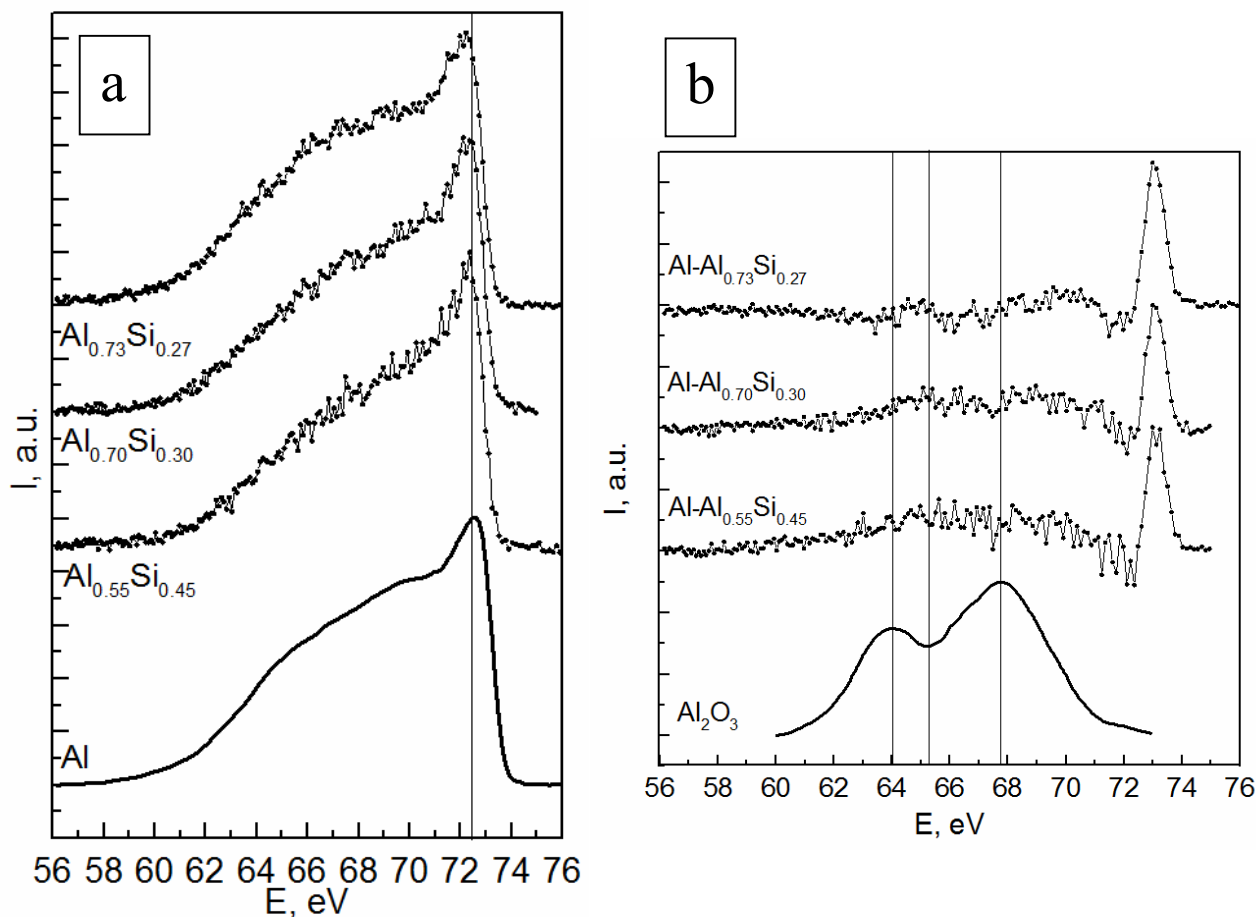 a
I, a.u.
Al0.73Si0.27
Al0.70Si0.30
Al0.55Si0.45
Al
56 58 60 62 64 66 68 70 72 74 76
E, eV
b
I, a.u.
Al-Al0.73Si0.27
Al-Al0.70Si0.30
Al-Al0.55Si0.45
Al2O3
56 58 60 62 64 66 68 70 72 74 76
E, eV